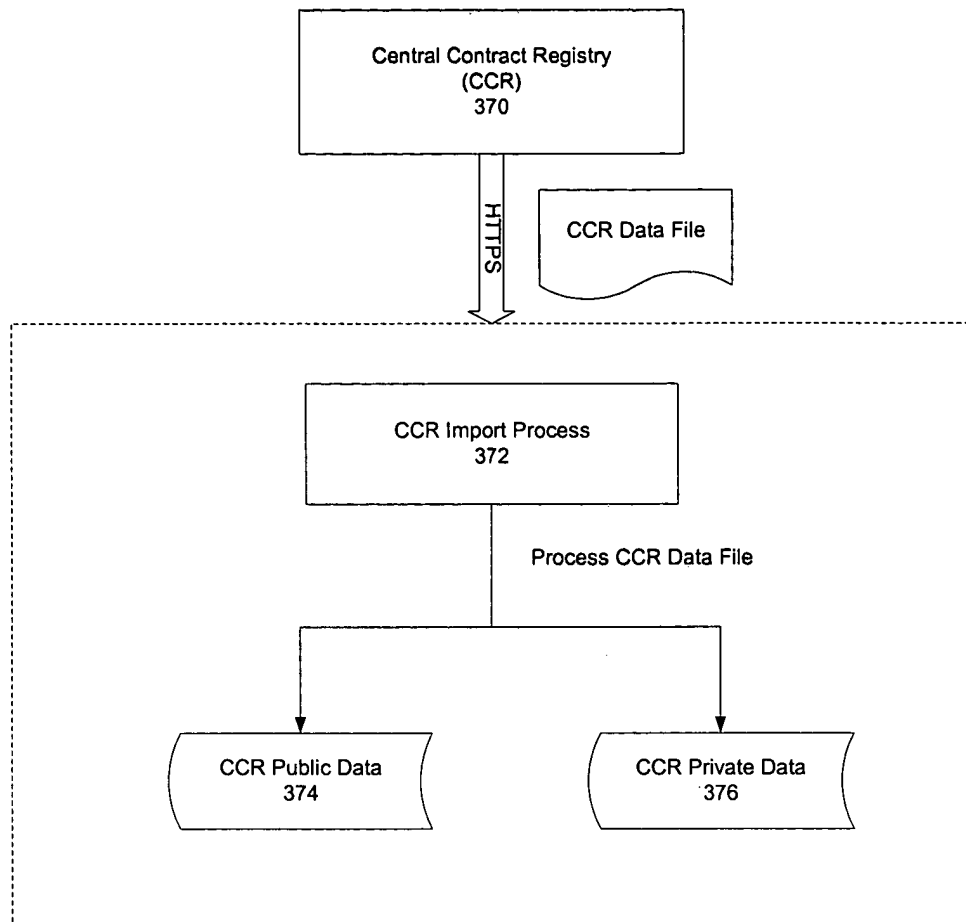 Central Contract Registry
(CCR)
370
HTTPS
CCR Data File
CCR Import Process
372
Process CCR Data File
CCR Public Data
374
CCR Private Data
376